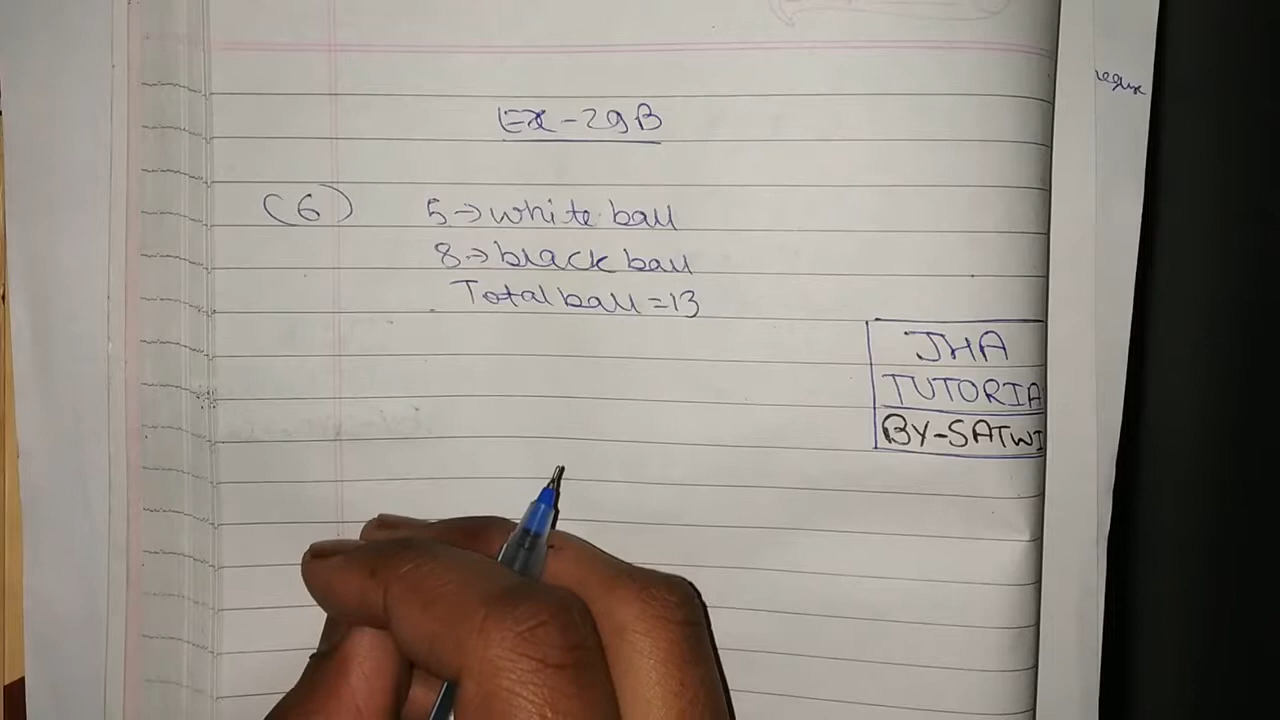 Ex-29B
(6) 5→white ball
8→black ball
Total ball=13
JHA
TUTORIA
BY-SATWI